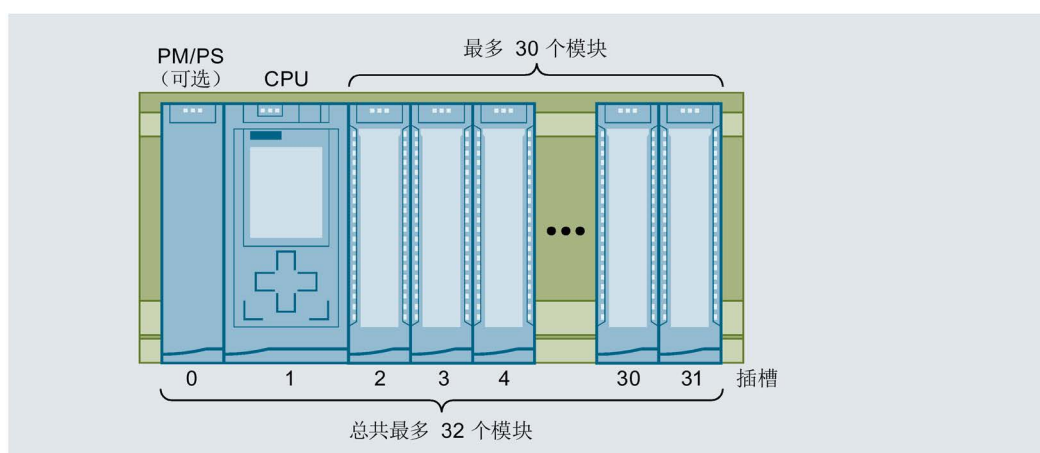 最多 30 个模块
PM/PS
（可选）
CPU
0 1 2 3 4 30 31 插槽
总共最多 32 个模块